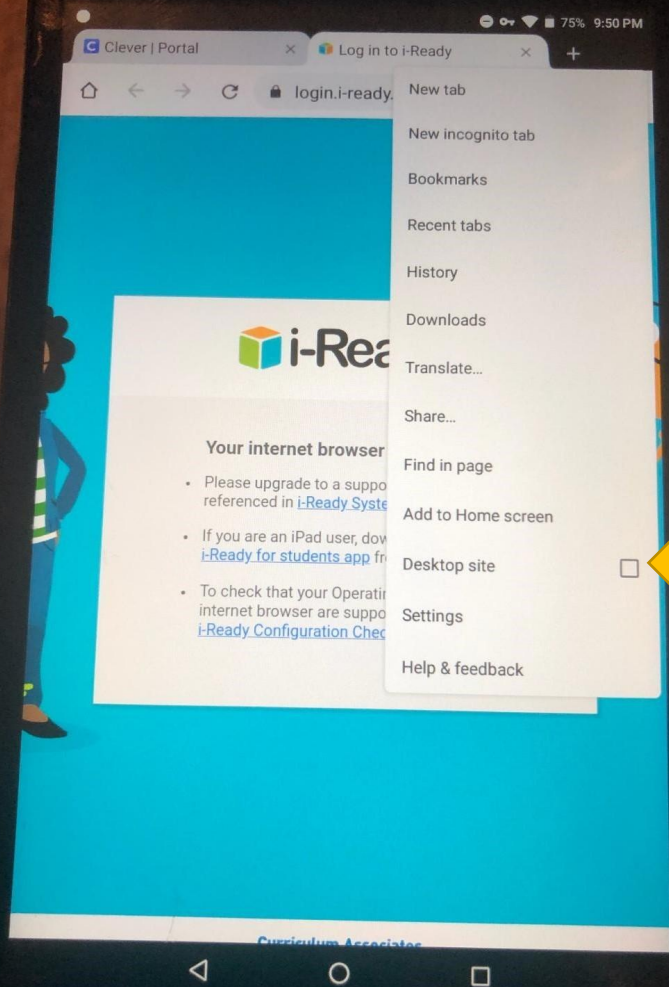 75% 9:50 PM
C Clever | Portal
Log in to i-Ready
login.i-ready.
New tab
New incognito tab
Bookmarks
Recent tabs
History
Downloads
Translate...
Share...
Find in page
Add to Home screen
Desktop site
Settings
Help & feedback
i-Rea
Your internet browser
• Please upgrade to a suppo
referenced in i-Ready Syste
• If you are an iPad user, dow
i-Ready for students app fr
• To check that your Operatin
internet browser are suppo
i-Ready Configuration Chec
Curriculum Associates